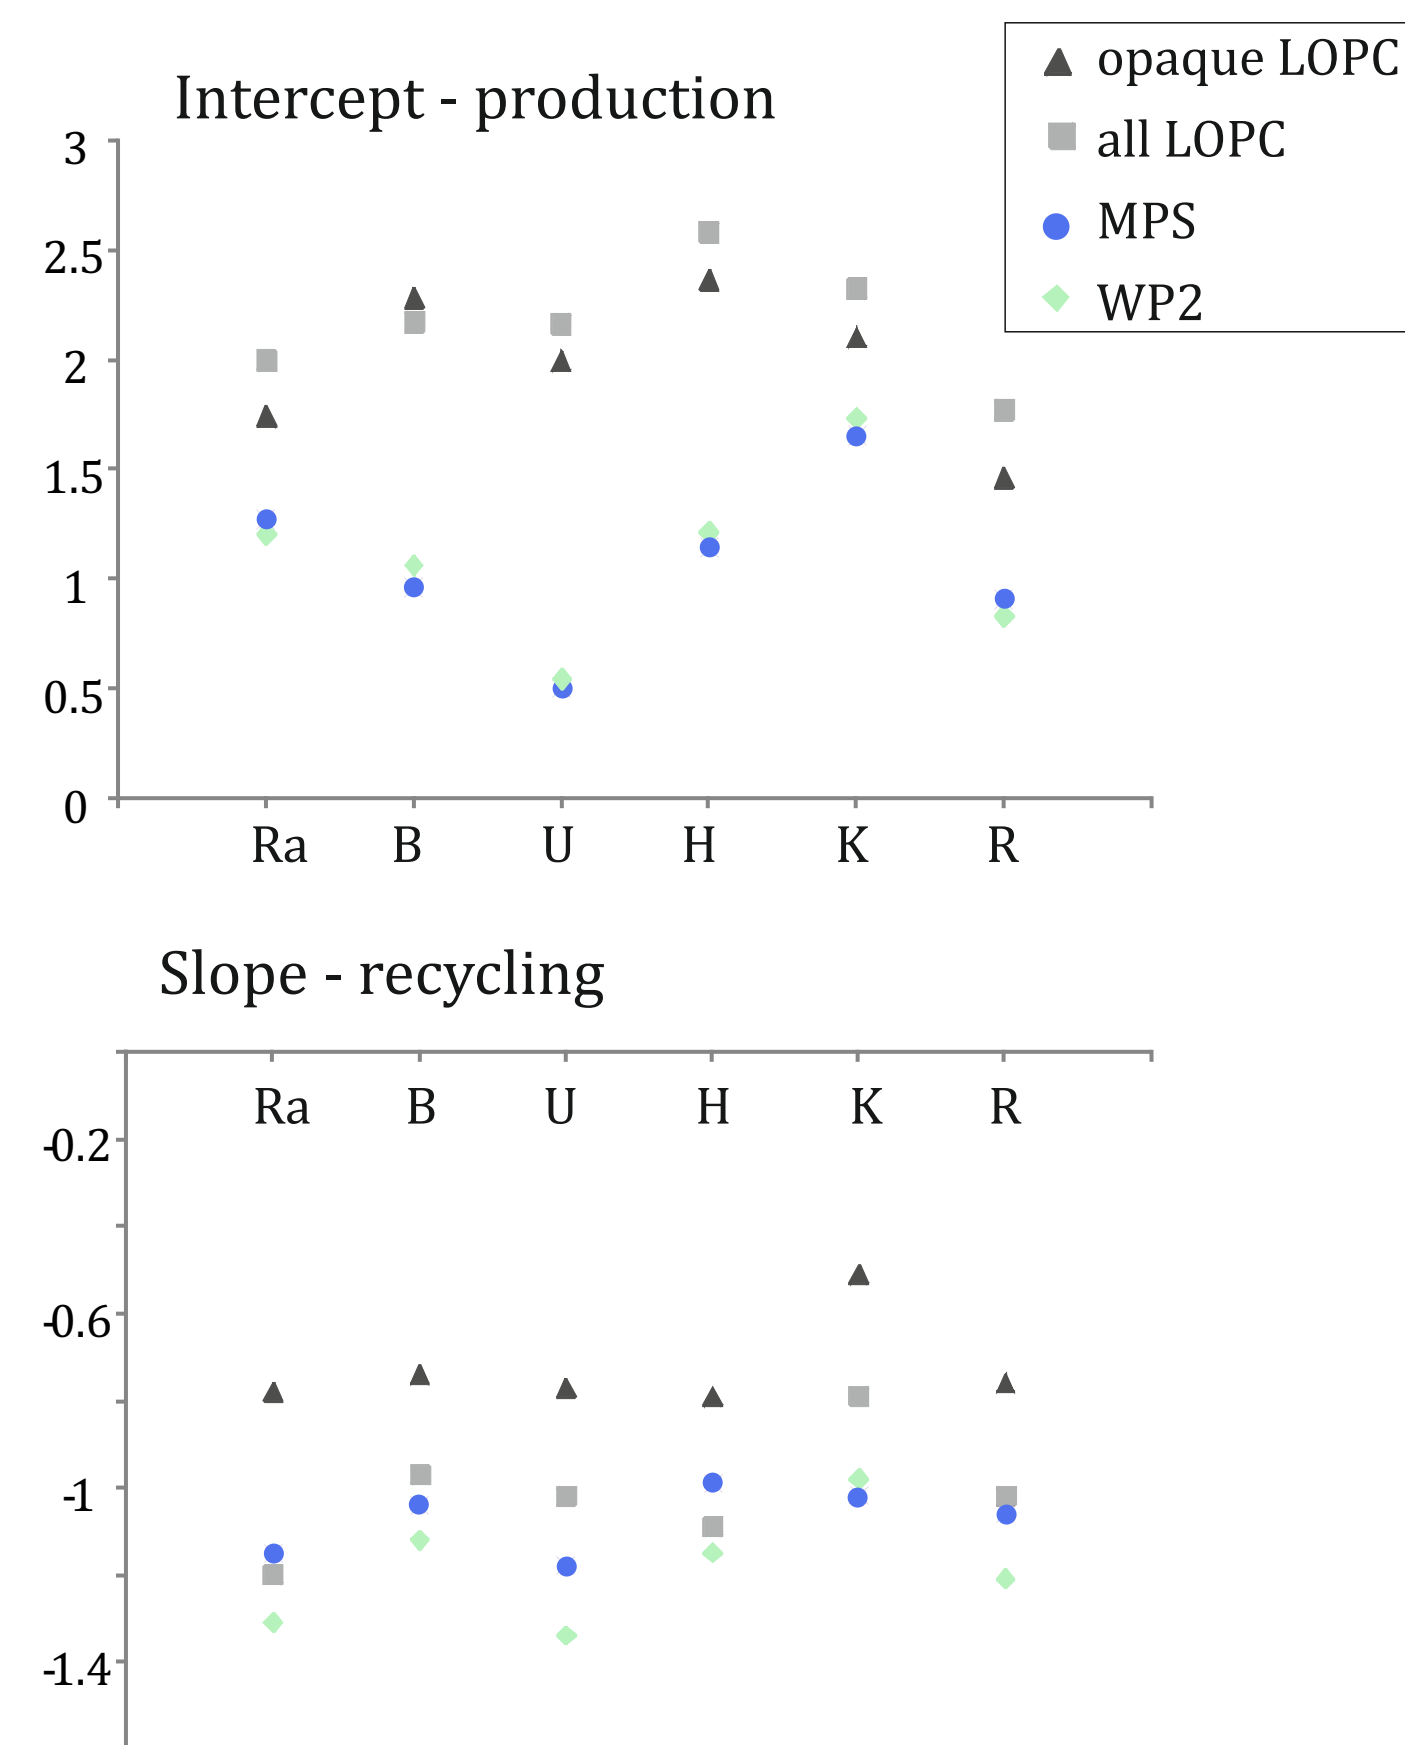 opaque LOPC
all LOPC
MPS
WP2
Intercept - production
3
2.5
2
1.5
1
0.5
0
Ra B U H K R
Slope - recycling
Ra B U H K R
-0.2
-0.6
-1
-1.4